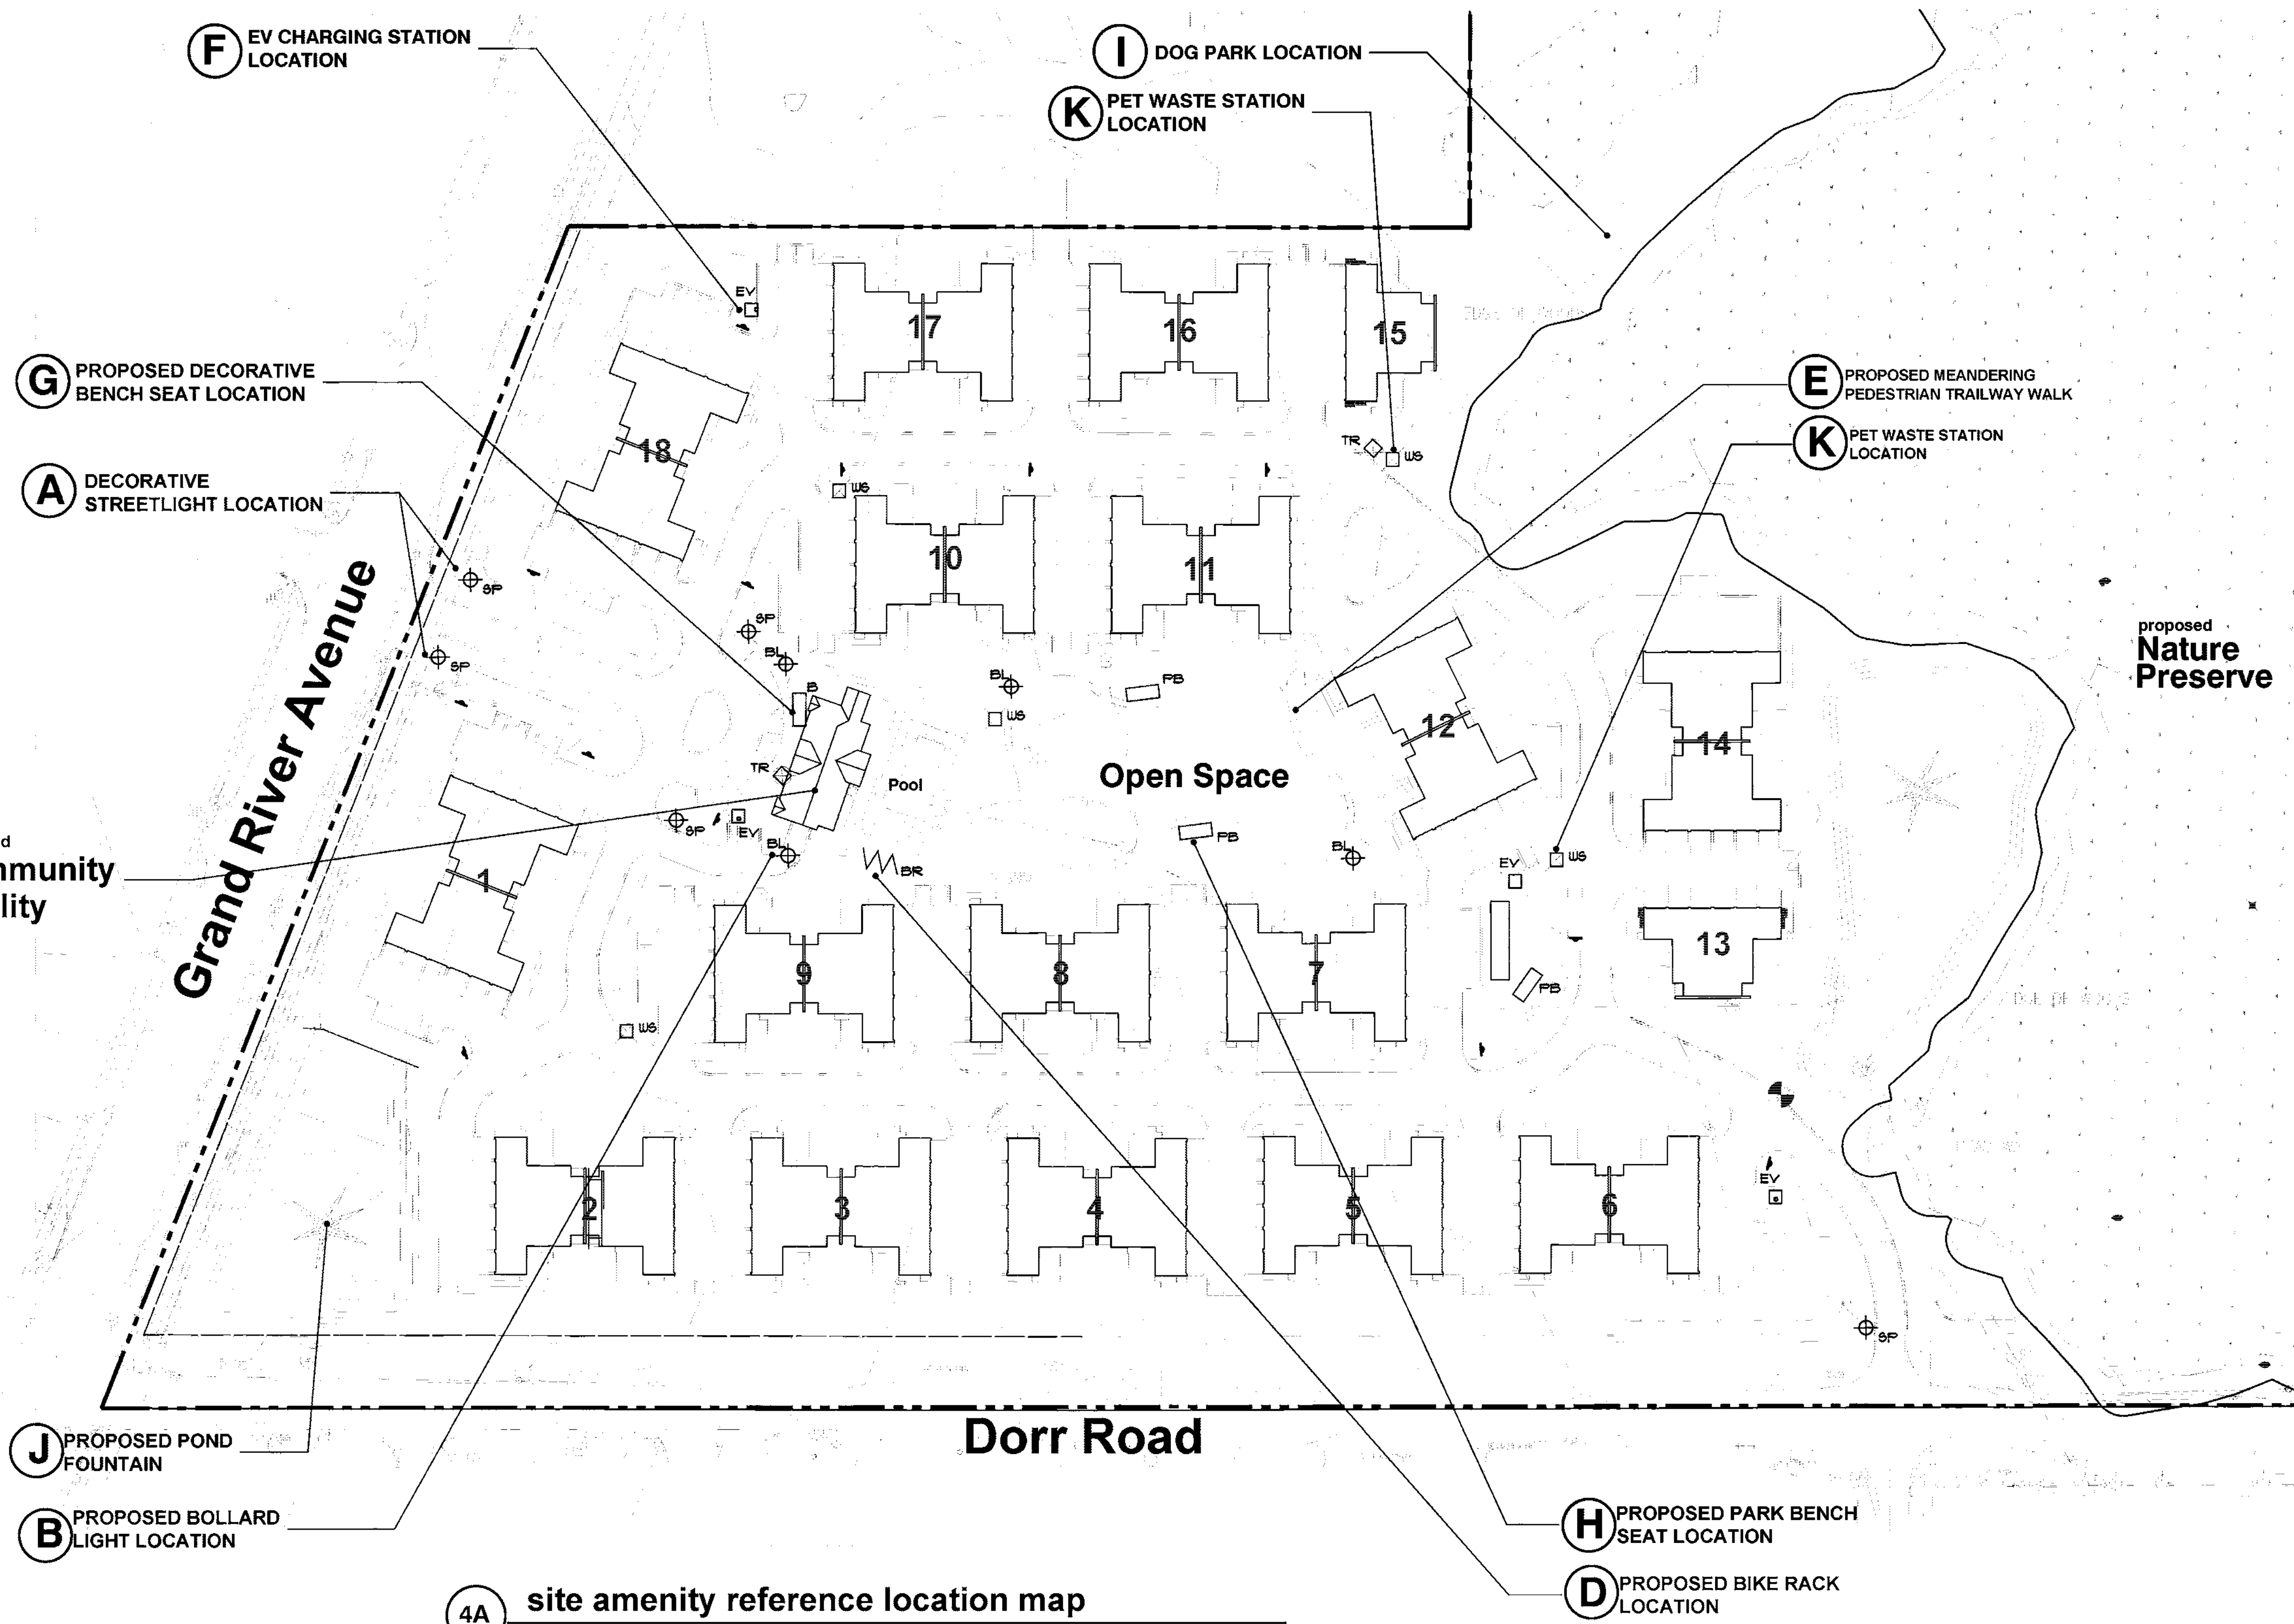 F EV CHARGING STATION
LOCATION
I DOG PARK LOCATION
K PET WASTE STATION
LOCATION
EV
17
16
15
G PROPOSED DECORATIVE
BENCH SEAT LOCATION
E PROPOSED MEANDERING
PEDESTRIAN TRAILWAY WALK
K PET WASTE STATION
LOCATION
18
TR
WS
A DECORATIVE
STREETLIGHT LOCATION
WS
10
11
SP
SP
SP
BL
B
BL
WS
PB
proposed
Nature
Preserve
Grand River Avenue
12
14
TR
Pool
Open Space
SP
EV
BL
PB
BL
EV
WS
d
munity
lity
1
BR
9
8
7
13
PB
EDGE OF WOODS
WS
2
3
4
5
6
EV
SP
Dorr Road
J PROPOSED POND
FOUNTAIN
B PROPOSED BOLLARD
LIGHT LOCATION
H PROPOSED PARK BENCH
SEAT LOCATION
D PROPOSED BIKE RACK
LOCATION
4A site amenity reference location map